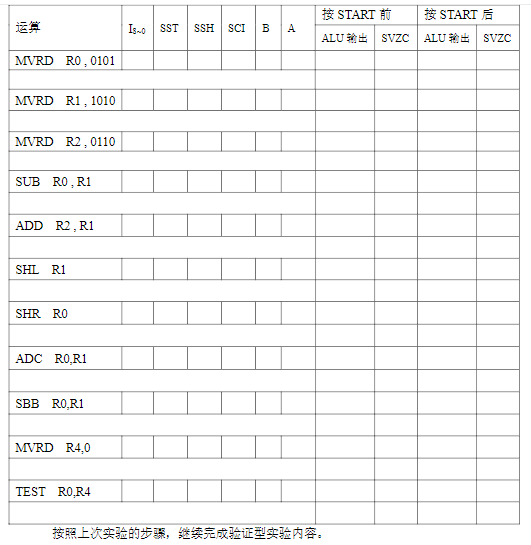 运算 I8~0 SST SSH SCI B A 按 START 前 按 START 后
ALU 输出 SVZC ALU 输出 SVZC
MVRD R0 , 0101
MVRD R1 , 1010
MVRD R2 , 0110
SUB R0 , R1
ADD R2 , R1
SHL R1
SHR R0
ADC R0,R1
SBB R0,R1
MVRD R4,0
TEST R0,R4
按照上次实验的步骤，继续完成验证型实验内容。